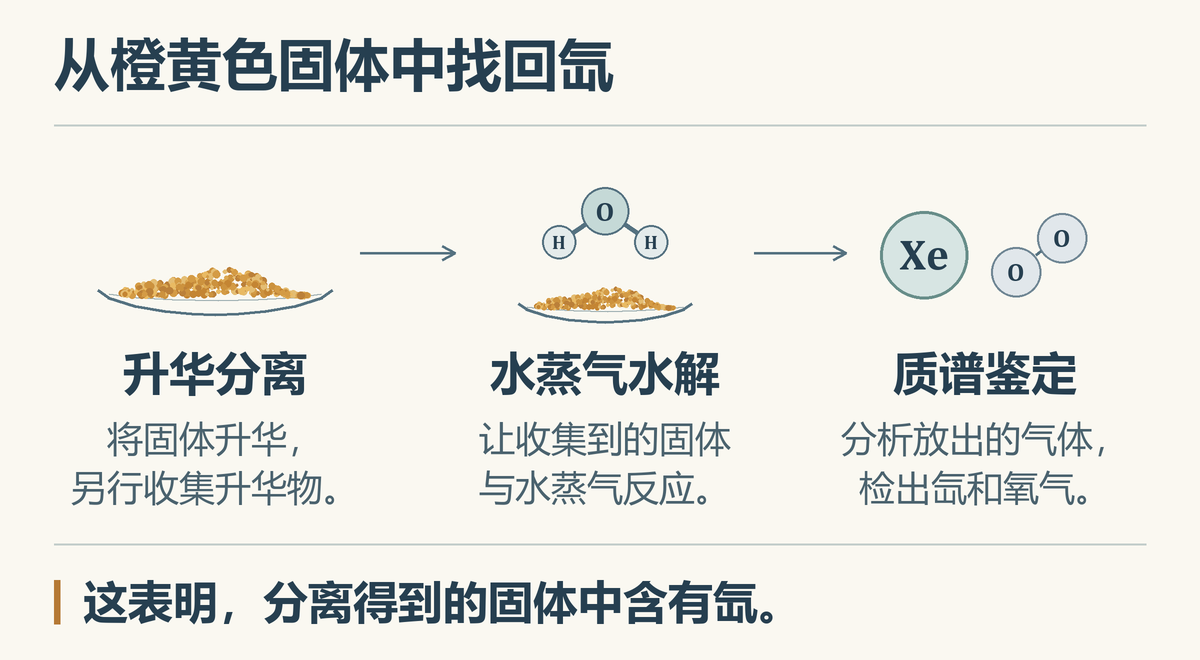 从橙黄色固体中找回氙
O
H
H
Xe
O
O
升华分离
水蒸气水解
质谱鉴定
将固体升华，
另行收集升华物。
让收集到的固体
与水蒸气反应。
分析放出的气体，
检出氙和氧气。
这表明，分离得到的固体中含有氙。